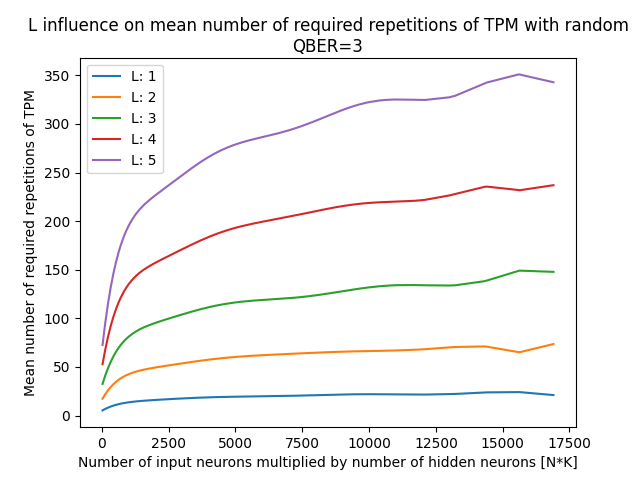 L influence on mean number of required repetitions of TPM with random
QBER=3
Mean number of required repetitions of TPM
350
300
250
200
150
100
50
0
L: 1
L: 2
L: 3
L: 4
L: 5
0 2500 5000 7500 10000 12500 15000 17500
Number of input neurons multiplied by number of hidden neurons [N*K]